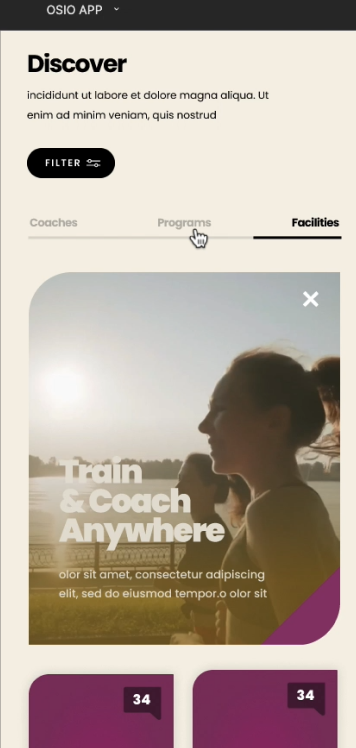 OSIO APP
Discover
incididunt ut labore et dolore magna aliqua. Ut
enim ad minim veniam, quis nostrud
FILTER
Coaches Programs Facilities
Train
& Coach
Anywhere
olor sit amet, consectetur adipiscing
elit, sed do eiusmod tempor.o olor sit
34 34